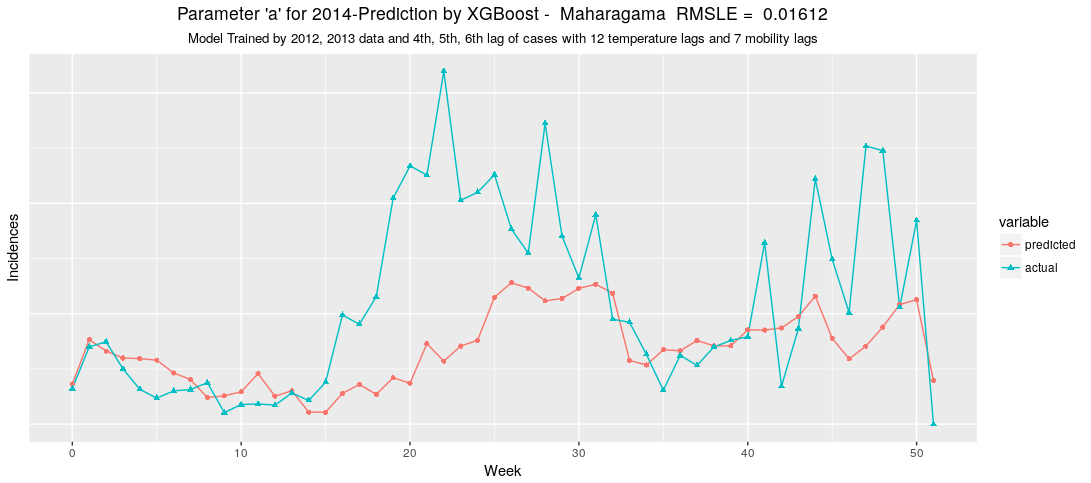 Parameter 'a' for 2014-Prediction by XGBoost -  Maharagama  RMSLE =  0.01612
Model Trained by 2012, 2013 data and 4th, 5th, 6th lag of cases with 12 temperature lags and 7 mobility lags
Incidences
variable
predicted
actual
0 10 20 30 40 50
Week